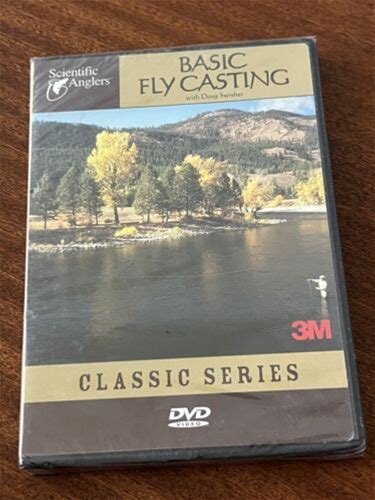 Scientific
Anglers
BASIC
FLY CASTING
with Doug Swisher
3M
CLASSIC SERIES
DVD
VIDEO